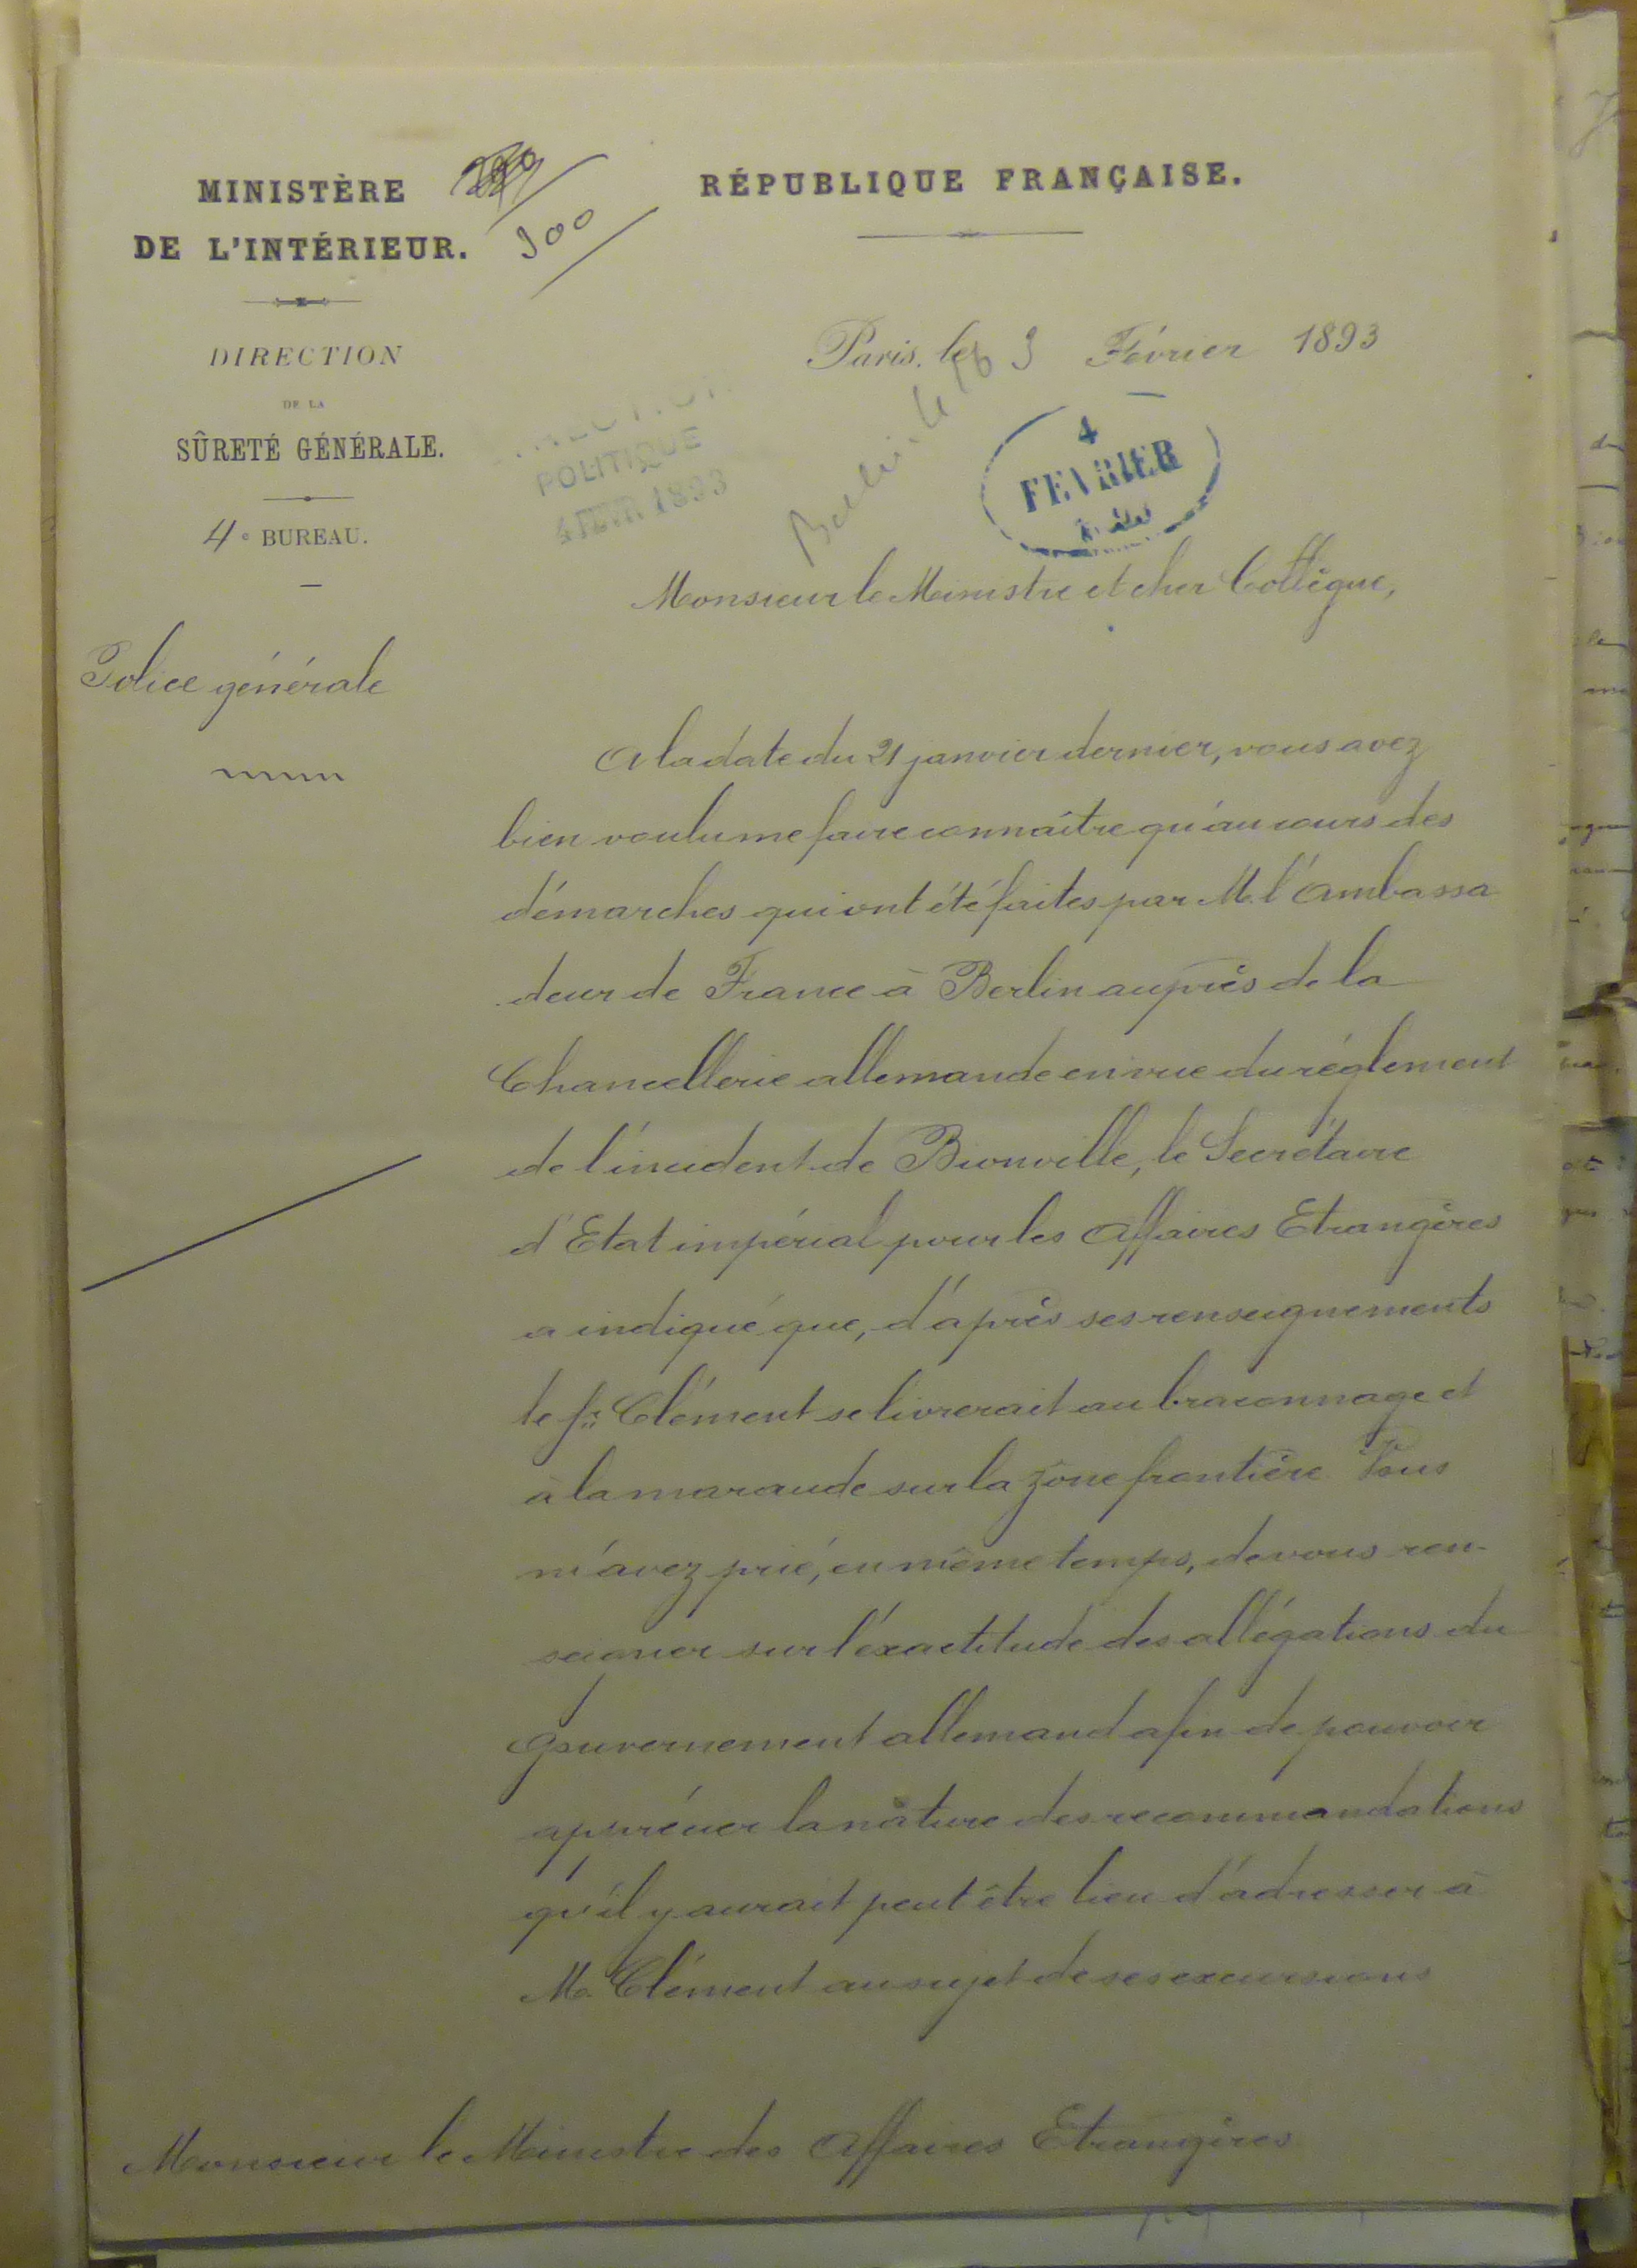 MINISTÈRE
DE L'INTÉRIEUR.
300
RÉPUBLIQUE FRANÇAISE.
DIRECTION
DE LA
SÛRETÉ GÉNÉRALE.
4e BUREAU.
Police générale
Paris, le 3 Février 1893
POLITIQUE
4 FEVR 1893
4
FEVRIER
Monsieur le Ministre et cher Collègue,
A la date du 21 janvier dernier, vous avez
bien voulu me faire connaître qu'au cours des
démarches qui ont été faites par M. l'Ambassa
deur de France à Berlin auprès de la
Chancellerie allemande en vue du réglement
de l'incident de Bionville, le Secrétaire
d'Etat impérial pour les Affaires Etrangères
a indiqué que, d'après ses renseignements
le Sr Clément se livrerait au braconnage et
à la maraude sur la zone frontière Vous
m'avez prié, en même temps, de vous ren-
seigner sur l'éxactitude des allégations du
Gouvernement allemand afin de pouvoir
apprécier la nature des recommandations
qu'il y aurait peut être lieu d'adresser à
M. Clément au sujet de ses excursions
Monsieur le Ministre des Affaires Etrangères